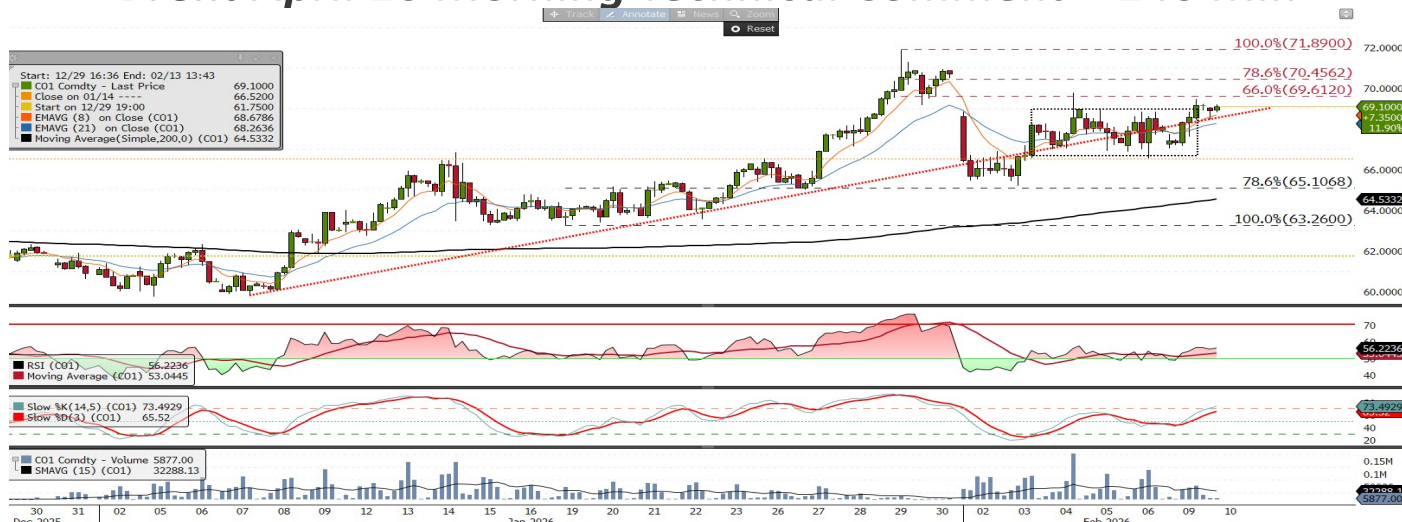 Track Annotate News Zoom
Reset
Start: 12/29 16:36 End: 02/13 13:43
CO1 Comdty - Last Price 69.1000
Close on 01/14 ---- 66.5200
Start on 12/29 19:00 61.7500
EMAVG (8) on Close (CO1) 68.6786
EMAVG (21) on Close (CO1) 68.2636
Moving Average(Simple,200,0) (CO1) 64.5332
100.0%(71.8900)
78.6%(70.4562)
66.0%(69.6120)
78.6%(65.1068)
100.0%(63.2600)
72.0000
70.0000
69.1000
+7.3500
11.90%
66.0000
64.5332
64.0000
62.0000
60.0000
RSI (CO1) 56.2236
Moving Average (CO1) 53.0445
70
56.2236
40
Slow %K(14,5) (CO1) 73.4929
Slow %D(3) (CO1) 65.52
73.4929
40
20
CO1 Comdty - Volume 5877.00
SMAVG (15) (CO1) 32288.13
0.15M
0.1M
5877.00
30 31 02 05 06 07 08 09 12 13 14 15 16 19 20 21 22 23 26 27 28 29 30 02 03 04 05 06 09 10
Dec 2025 Jan 2026 Feb 2026